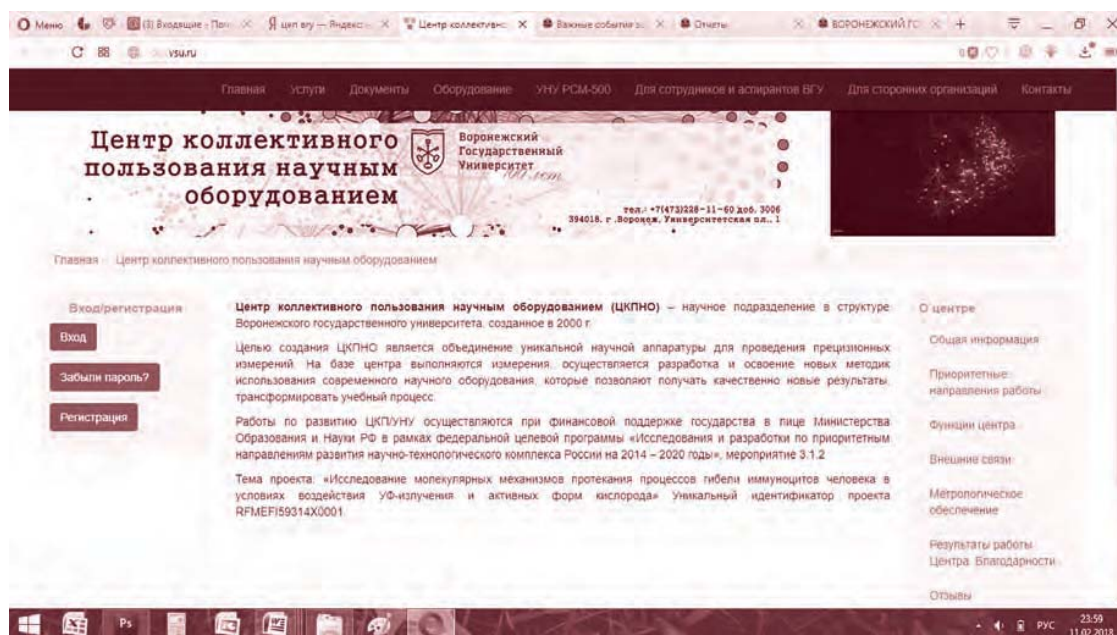 Меню
(3) Входящие - Поч
цкп вгу — Яндекс
Центр коллективно
Важные события
Отчеты
ВОРОНЕЖСКИЙ ГО
vsu.ru
Главная Услуги Документы Оборудование УНУ РСМ-500 Для сотрудников и аспирантов ВГУ Для сторонних организаций Контакты
Центр коллективного
пользования научным
оборудованием
Воронежский
Государственный
Университет
100 лет
тел.: +7(473)228-11-60 доб. 3006
394018, г.Воронеж, Университетская пл., 1
Главная Центр коллективного пользования научным оборудованием
Вход/регистрация
Вход
Забыли пароль?
Регистрация
Центр коллективного пользования научным оборудованием (ЦКПНО) – научное подразделение в структуре
Воронежского государственного университета, созданное в 2000 г.
Целью создания ЦКПНО является объединение уникальной научной аппаратуры для проведения прецизионных
измерений. На базе центра выполняются измерения, осуществляется разработка и освоение новых методик
использования современного научного оборудования, которые позволяют получать качественно новые результаты,
трансформировать учебный процесс.
Работы по развитию ЦКП/УНУ осуществляются при финансовой поддержке государства в лице Министерства
Образования и Науки РФ в рамках федеральной целевой программы «Исследования и разработки по приоритетным
направлениям развития научно-технологического комплекса России на 2014 – 2020 годы», мероприятие 3.1.2
Тема проекта: «Исследование молекулярных механизмов протекания процессов гибели иммуноцитов человека в
условиях воздействия УФ-излучения и активных форм кислорода» Уникальный идентификатор проекта
RFMEFI59314X0001
О центре
Общая информация
Приоритетные
направления работы
Функции центра
Внешние связи
Метрологическое
обеспечение
Результаты работы
Центра. Благодарности
Отзывы
Ps
РУС
23:59